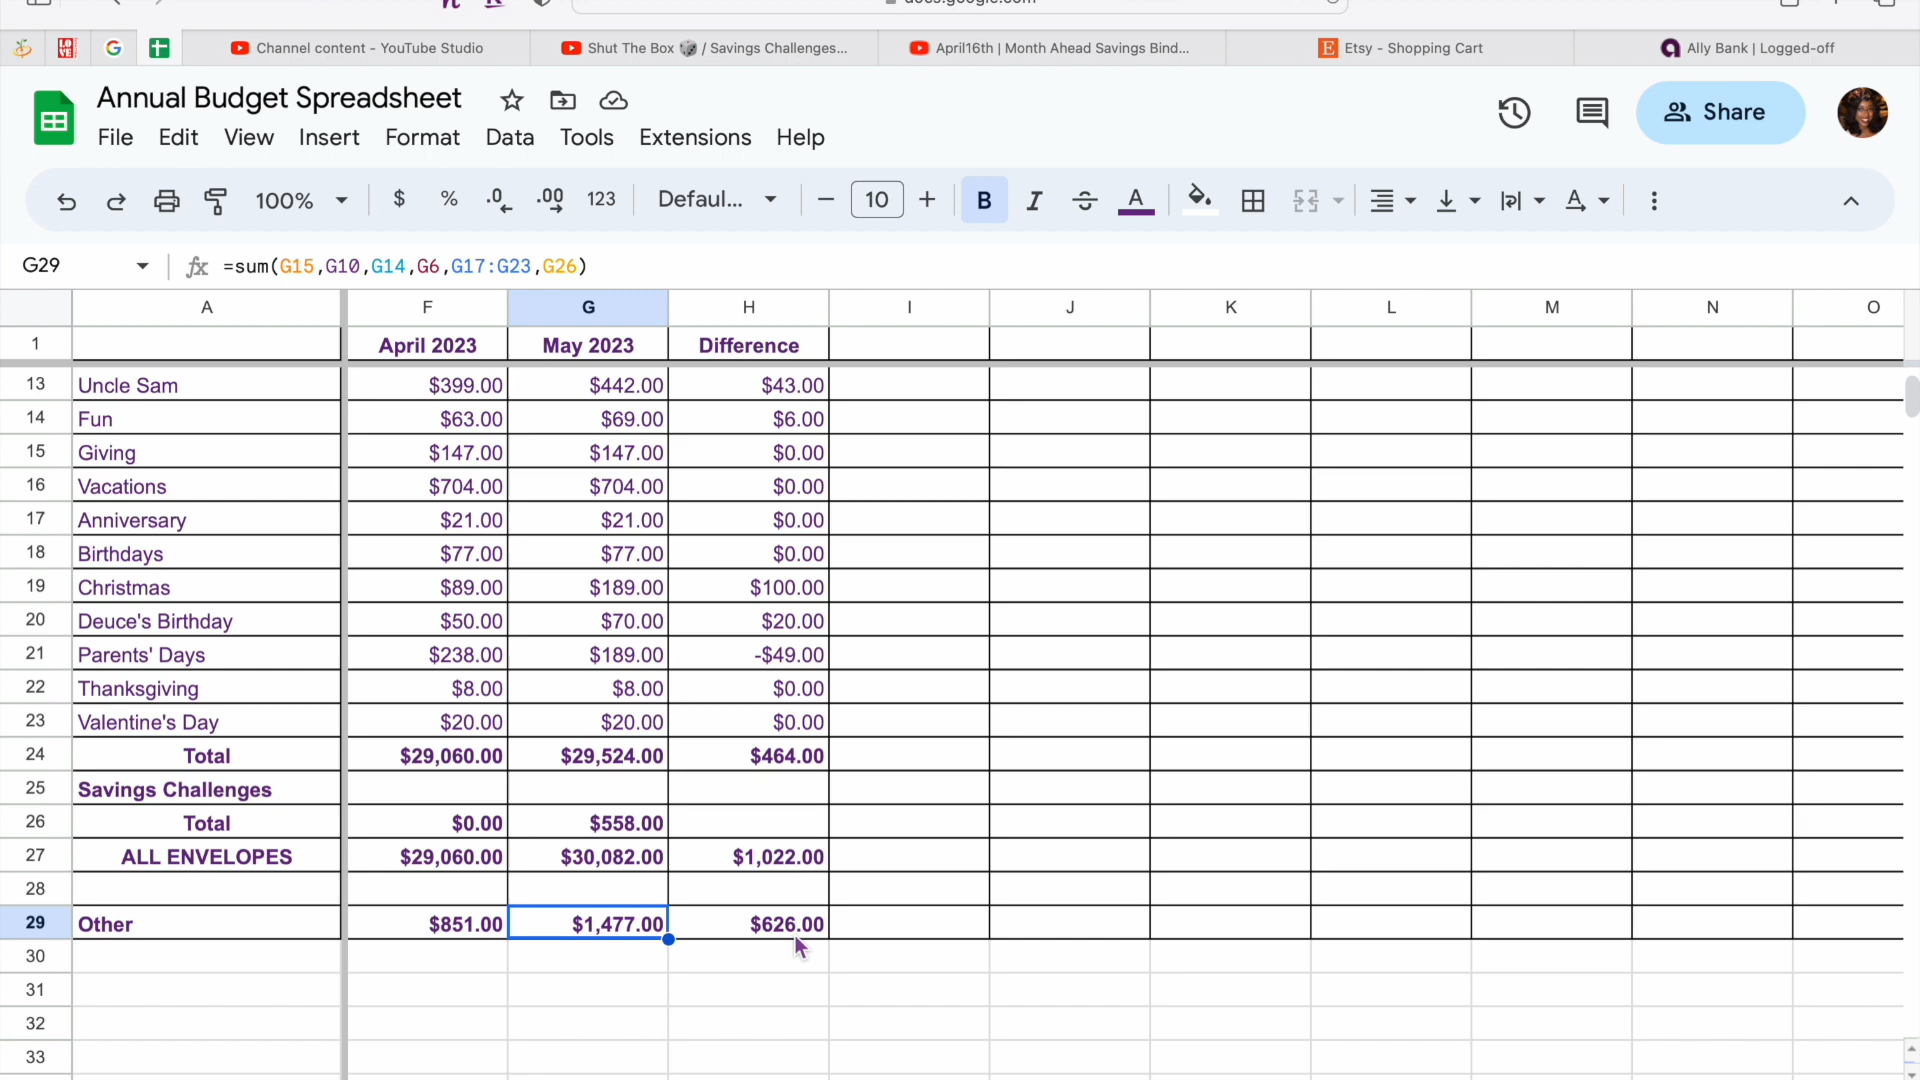 Channel content - YouTube Studio
Shut The Box 🎲 / Savings Challenges...
April16th | Month Ahead Savings Bind...
Etsy - Shopping Cart
Ally Bank | Logged-off
Annual Budget Spreadsheet
Share
File Edit View Insert Format Data Tools Extensions Help
100% $ % .0 .00 123 Defaul... − 10 + B I S A
G29 fx =sum(G15,G10,G14,G6,G17:G23,G26)
A F G H I J K L M N O
1 April 2023 May 2023 Difference
13 Uncle Sam $399.00 $442.00 $43.00
14 Fun $63.00 $69.00 $6.00
15 Giving $147.00 $147.00 $0.00
16 Vacations $704.00 $704.00 $0.00
17 Anniversary $21.00 $21.00 $0.00
18 Birthdays $77.00 $77.00 $0.00
19 Christmas $89.00 $189.00 $100.00
20 Deuce's Birthday $50.00 $70.00 $20.00
21 Parents' Days $238.00 $189.00 -$49.00
22 Thanksgiving $8.00 $8.00 $0.00
23 Valentine's Day $20.00 $20.00 $0.00
24 Total $29,060.00 $29,524.00 $464.00
25 Savings Challenges
26 Total $0.00 $558.00
27 ALL ENVELOPES $29,060.00 $30,082.00 $1,022.00
28
29 Other $851.00 $1,477.00 $626.00
30
31
32
33